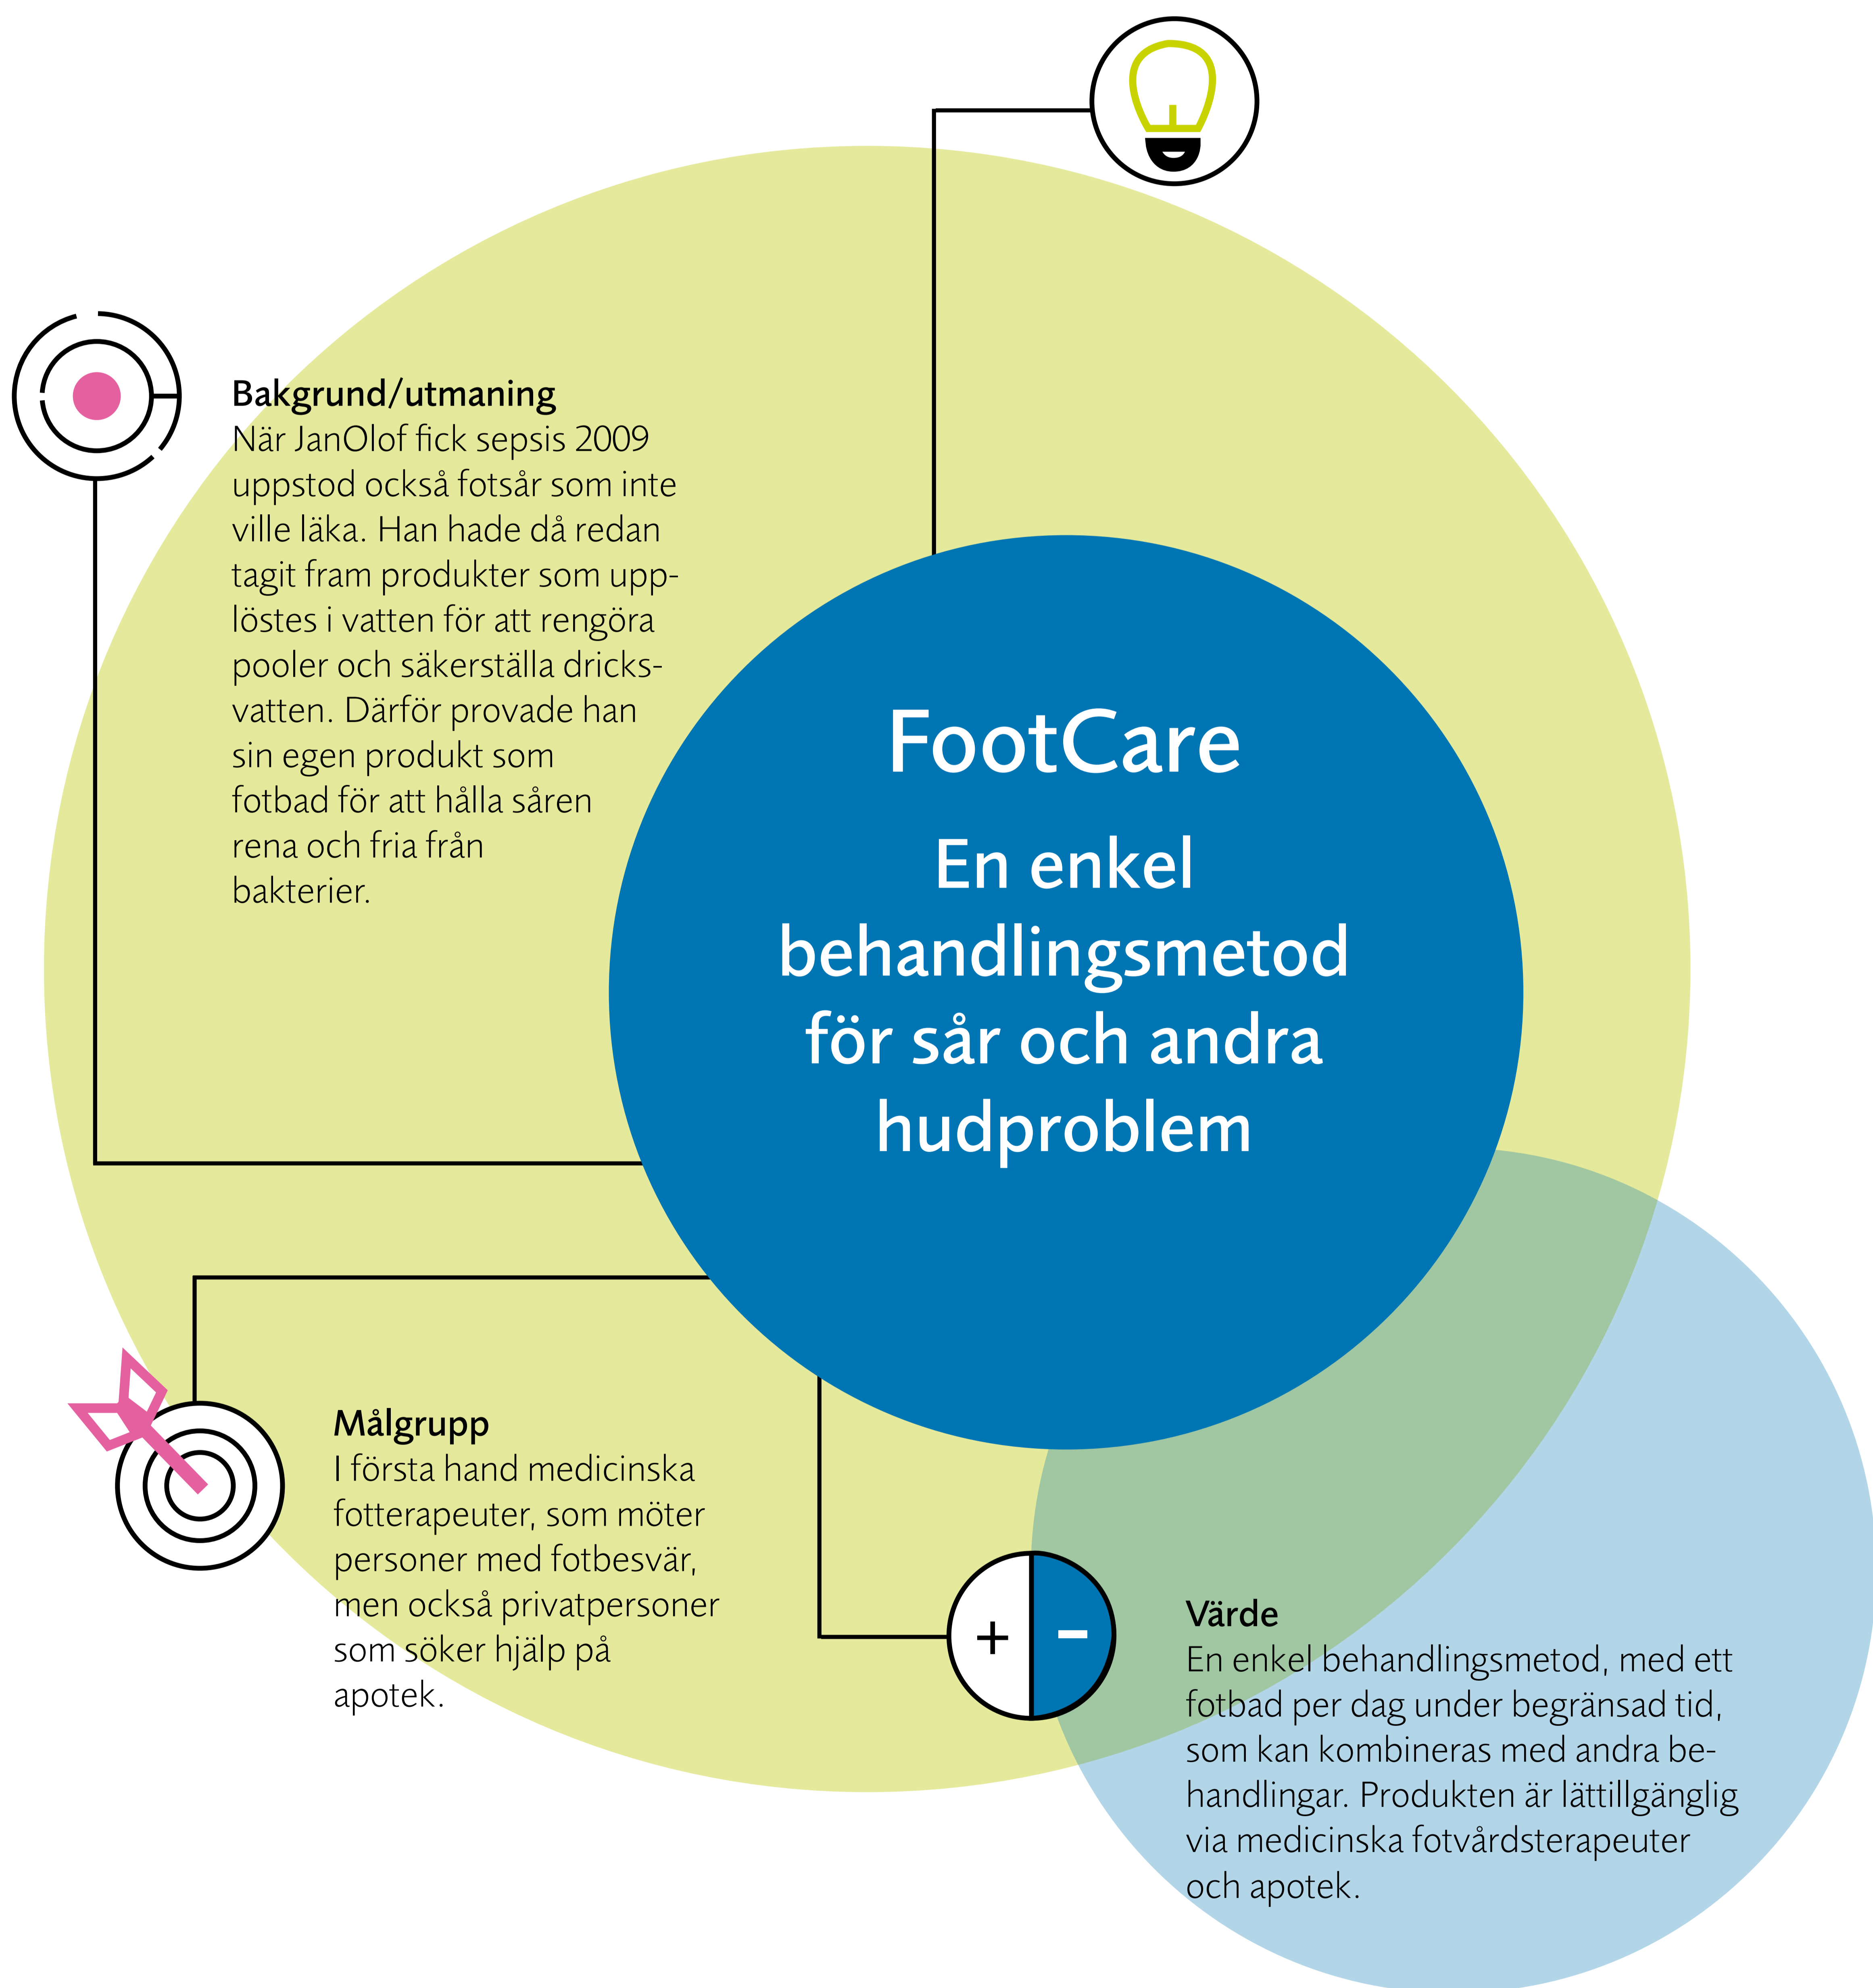 Bakgrund/utmaning
När JanOlof fick sepsis 2009
uppstod också fotsår som inte
ville läka. Han hade då redan
tagit fram produkter som upp-
löstes i vatten för att rengöra
pooler och säkerställa dricks-
vatten. Därför provade han
sin egen produkt som
fotbad för att hålla såren
rena och fria från
bakterier.
FootCare
En enkel
behandlingsmetod
för sår och andra
hudproblem
Målgrupp
I första hand medicinska
fotterapeuter, som möter
personer med fotbesvär,
men också privatpersoner
som söker hjälp på
apotek.
+ –
Värde
En enkel behandlingsmetod, med ett
fotbad per dag under begränsad tid,
som kan kombineras med andra be-
handlingar. Produkten är lättillgänglig
via medicinska fotvårdsterapeuter
och apotek.